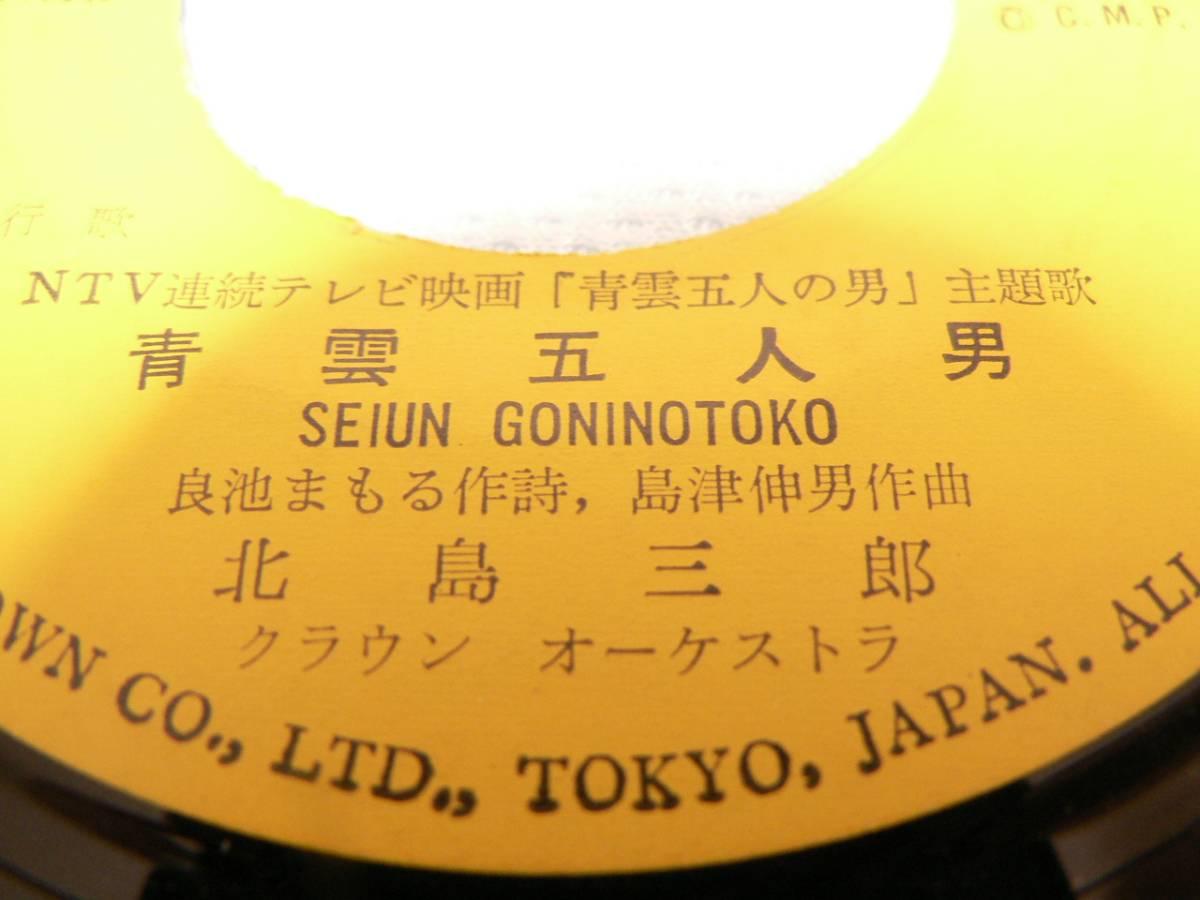 Ⓒ C. M. P.
行 歌
NTV連続テレビ映画「青雲五人の男」主題歌
青雲五人男
SEIUN GONINOTOKO
良池まもる作詩, 島津伸男作曲
北島三郎
クラウン オーケストラ
OWN CO., LTD., TOKYO, JAPAN. ALL